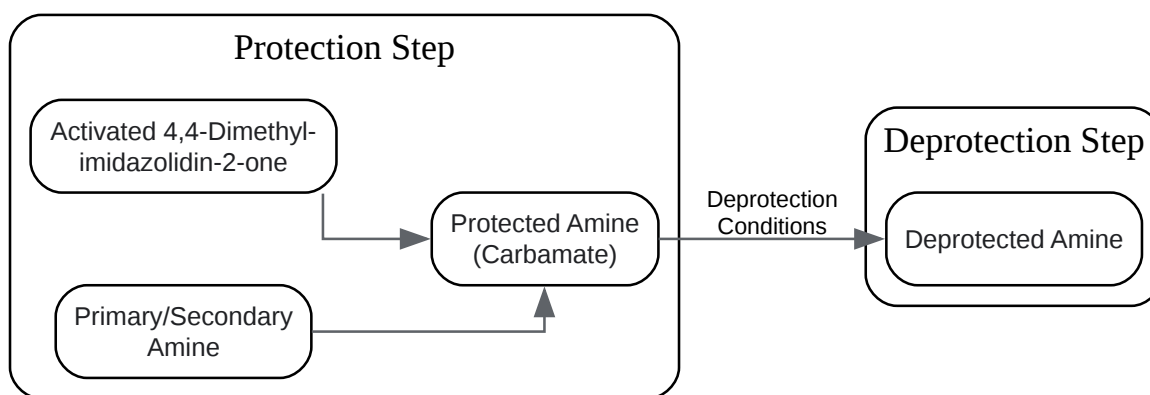 Protection Step
Activated 4,4-Dimethyl-
imidazolidin-2-one
Primary/Secondary
Amine
Protected Amine
(Carbamate)
Deprotection
Conditions
Deprotection Step
Deprotected Amine